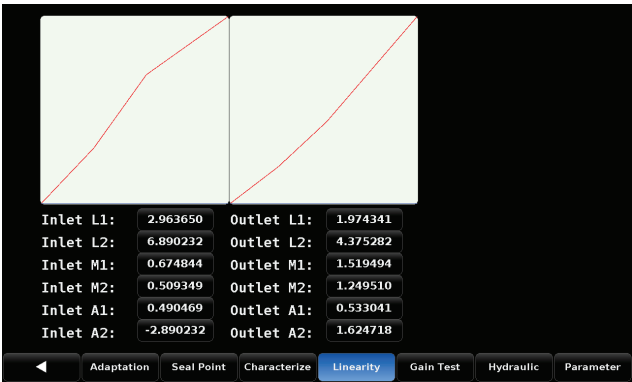 Inlet L1: 2.963650 Outlet L1: 1.974341
Inlet L2: 6.890232 Outlet L2: 4.375282
Inlet M1: 0.674844 Outlet M1: 1.519494
Inlet M2: 0.509349 Outlet M2: 1.249510
Inlet A1: 0.490469 Outlet A1: 0.533041
Inlet A2: -2.890232 Outlet A2: 1.624718
Adaptation Seal Point Characterize Linearity Gain Test Hydraulic Parameter